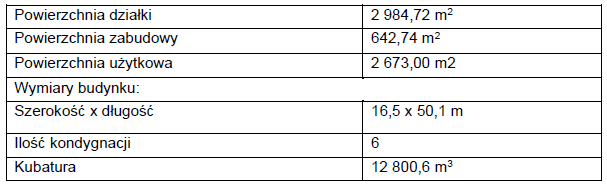 Powierzchnia działki 2 984,72 m²
Powierzchnia zabudowy 642,74 m²
Powierzchnia użytkowa 2 673,00 m2
Wymiary budynku:
Szerokość x długość 16,5 x 50,1 m
Ilość kondygnacji 6
Kubatura 12 800,6 m³